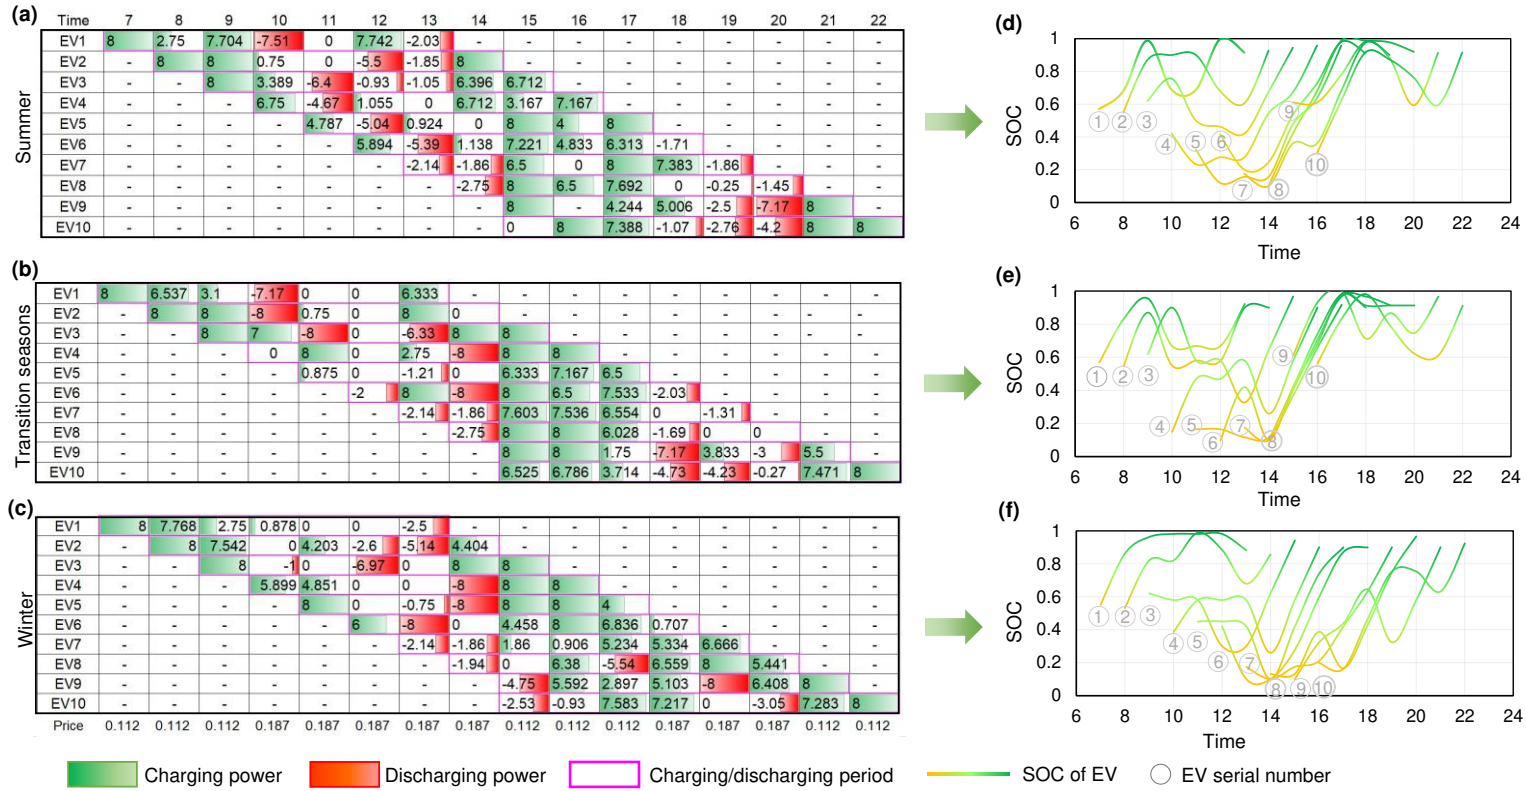 (a)
Time 7 8 9 10 11 12 13 14 15 16 17 18 19 20 21 22
EV1 8 2.75 7.704 -7.51 0 7.742 -2.03 - - - - - - - - -
EV2 - 8 8 0.75 0 -5.5 -1.85 8 - - - - - - - -
EV3 - - 8 3.389 -6.4 -0.93 -1.05 6.396 6.712 - - - - - - -
EV4 - - - 6.75 -4.67 1.055 0 6.712 3.167 7.167 - - - - - -
EV5 - - - - 4.787 -5.04 0.924 0 8 4 8 - - - - -
EV6 - - - - - 5.894 -5.39 1.138 7.221 4.833 6.313 -1.71 - - - -
EV7 - - - - - - -2.14 -1.86 6.5 0 8 7.383 -1.86 - - -
EV8 - - - - - - - -2.75 8 6.5 7.692 0 -0.25 -1.45 - -
EV9 - - - - - - - - 8 - 4.244 5.006 -2.5 -7.17 8 -
EV10 - - - - - - - - 0 8 7.388 -1.07 -2.76 -4.2 8 8
Summer
(b)
EV1 8 6.537 3.1 -7.17 0 0 6.333 - - - - - - - - -
EV2 - 8 8 -8 0.75 0 8 0 - - - - - - - -
EV3 - - 8 7 -8 0 -6.33 8 8 - - - - - - -
EV4 - - - 0 8 0 2.75 -8 8 8 - - - - - -
EV5 - - - - 0.875 0 -1.21 0 6.333 7.167 6.5 - - - - -
EV6 - - - - - -2 8 -8 8 6.5 7.533 -2.03 - - - -
EV7 - - - - - - -2.14 -1.86 7.603 7.536 6.554 0 -1.31 - - -
EV8 - - - - - - - -2.75 8 8 6.028 -1.69 0 0 - -
EV9 - - - - - - - - 8 8 1.75 -7.17 3.833 -3 5.5 -
EV10 - - - - - - - - 6.525 6.786 3.714 -4.73 -4.23 -0.27 7.471 8
Transition seasons
(c)
EV1 8 7.768 2.75 0.878 0 0 -2.5 - - - - - - - - -
EV2 - 8 7.542 0 4.203 -2.6 -5.14 4.404 - - - - - - - -
EV3 - - 8 -1 0 -6.97 0 8 8 - - - - - - -
EV4 - - - 5.899 4.851 0 0 -8 8 8 - - - - - -
EV5 - - - - 8 0 -0.75 -8 8 8 4 - - - - -
EV6 - - - - - 6 -8 0 4.458 8 6.836 0.707 - - - -
EV7 - - - - - - -2.14 -1.86 1.86 0.906 5.234 5.334 6.666 - - -
EV8 - - - - - - - -1.94 0 6.38 -5.54 6.559 8 5.441 - -
EV9 - - - - - - - - -4.75 5.592 2.897 5.103 -8 6.408 8 -
EV10 - - - - - - - - -2.53 -0.93 7.583 7.217 0 -3.05 7.283 8
Price 0.112 0.112 0.112 0.187 0.187 0.187 0.187 0.187 0.112 0.112 0.112 0.187 0.187 0.187 0.112 0.112
Winter
(d)
SOC
1
0.8
0.6
0.4
0.2
0
1 2 3 4 5 6 7 8 9 10
6 8 10 12 14 16 18 20 22 24
Time
(e)
SOC
1
0.8
0.6
0.4
0.2
0
1 2 3 4 5 6 7 8 9 10
6 8 10 12 14 16 18 20 22 24
Time
(f)
SOC
1
0.8
0.6
0.4
0.2
0
1 2 3 4 5 6 7 8 9 10
6 8 10 12 14 16 18 20 22 24
Time
Charging power Discharging power Charging/discharging period SOC of EV EV serial number